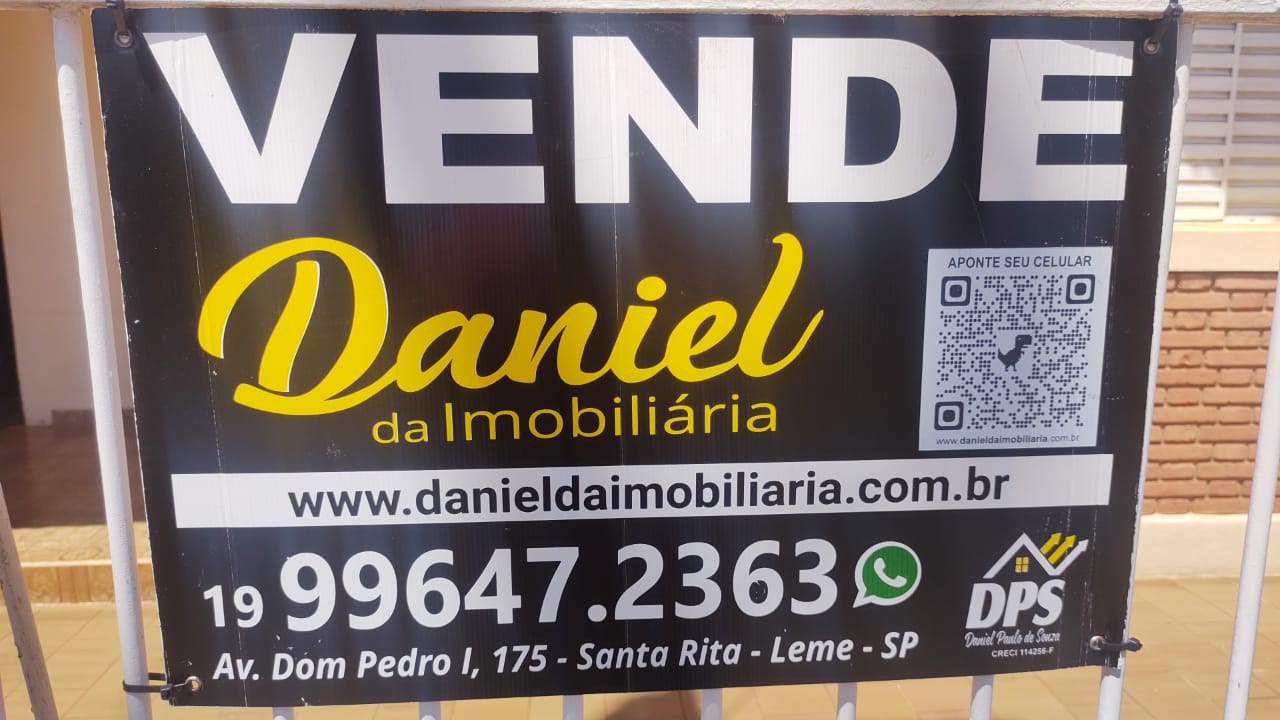 VENDE
Daniel
da Imobiliária
APONTE SEU CELULAR
www.danieldaimobiliaria.com.br
www.danieldaimobiliaria.com.br
19 99647.2363
Av. Dom Pedro I, 175 - Santa Rita - Leme - SP
DPS
Daniel Paulo de Souza
CRECI 114256-F